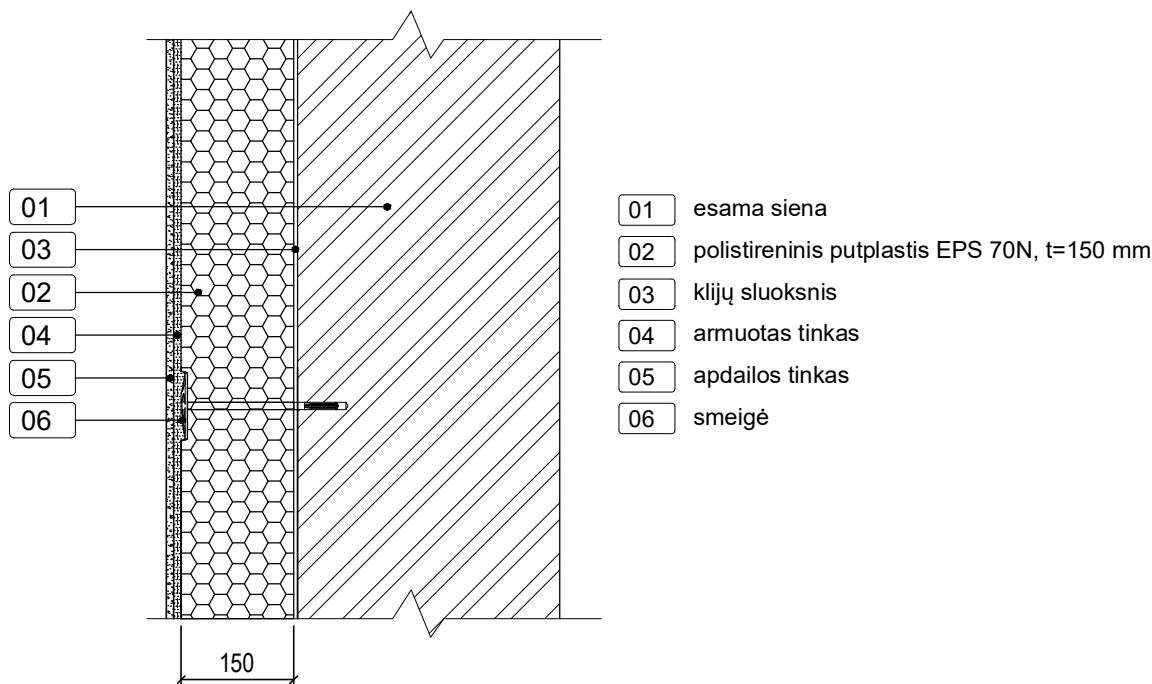 01
03
02
04
05
06
01 esama siena
02 polistireninis putplastis EPS 70N, t=150 mm
03 klijų sluoksnis
04 armuotas tinkas
05 apdailos tinkas
06 smeigė
150